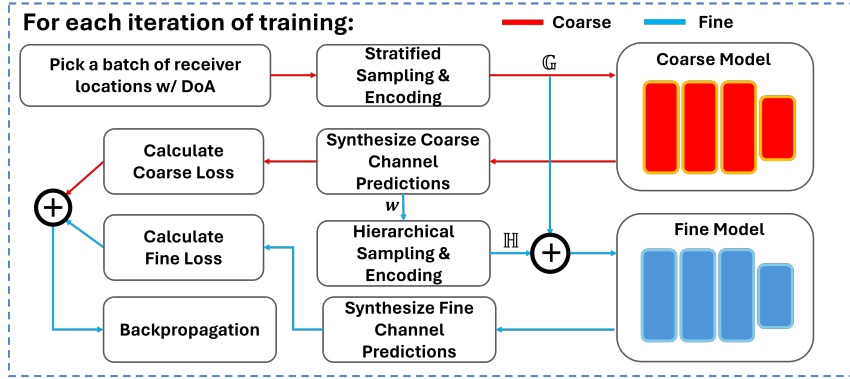 For each iteration of training:
Coarse
Fine
Pick a batch of receiver
locations w/ DoA
Stratified
Sampling &
Encoding
𝔾
Coarse Model
Calculate
Coarse Loss
Synthesize Coarse
Channel
Predictions
w
+
Calculate
Fine Loss
Hierarchical
Sampling &
Encoding
ℍ
+
Fine Model
Backpropagation
Synthesize Fine
Channel
Predictions